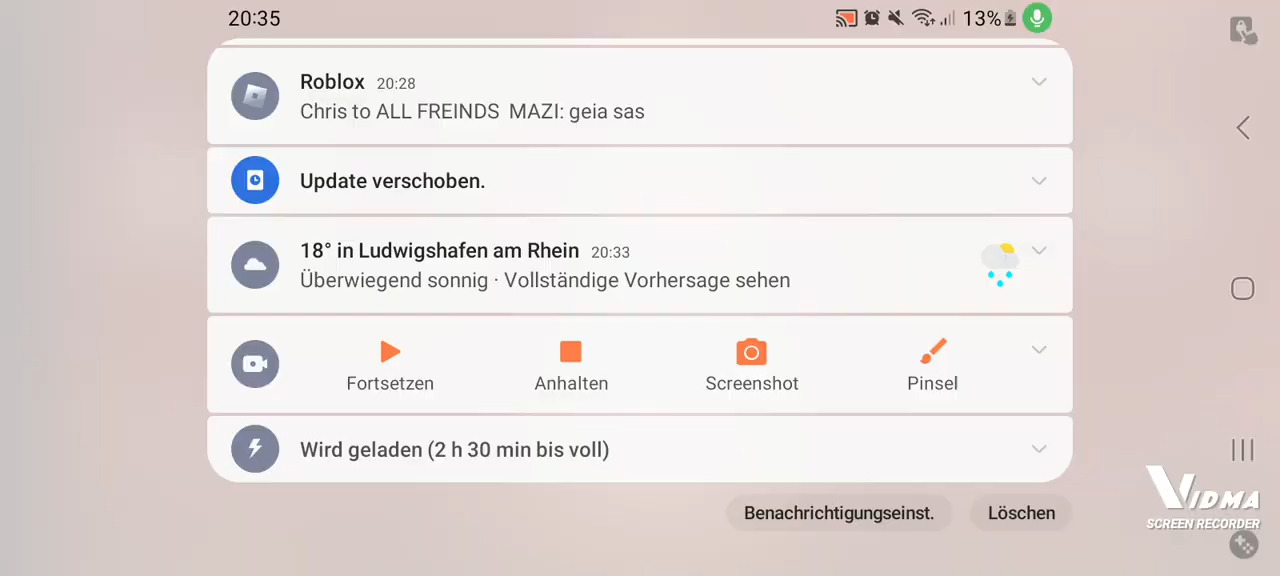 20:35
13%
Roblox 20:28
Chris to ALL FREINDS MAZI: geia sas
Update verschoben.
18° in Ludwigshafen am Rhein 20:33
Überwiegend sonnig · Vollständige Vorhersage sehen
Fortsetzen Anhalten Screenshot Pinsel
Wird geladen (2 h 30 min bis voll)
Benachrichtigungseinst. Löschen
VIDMA
SCREEN RECORDER